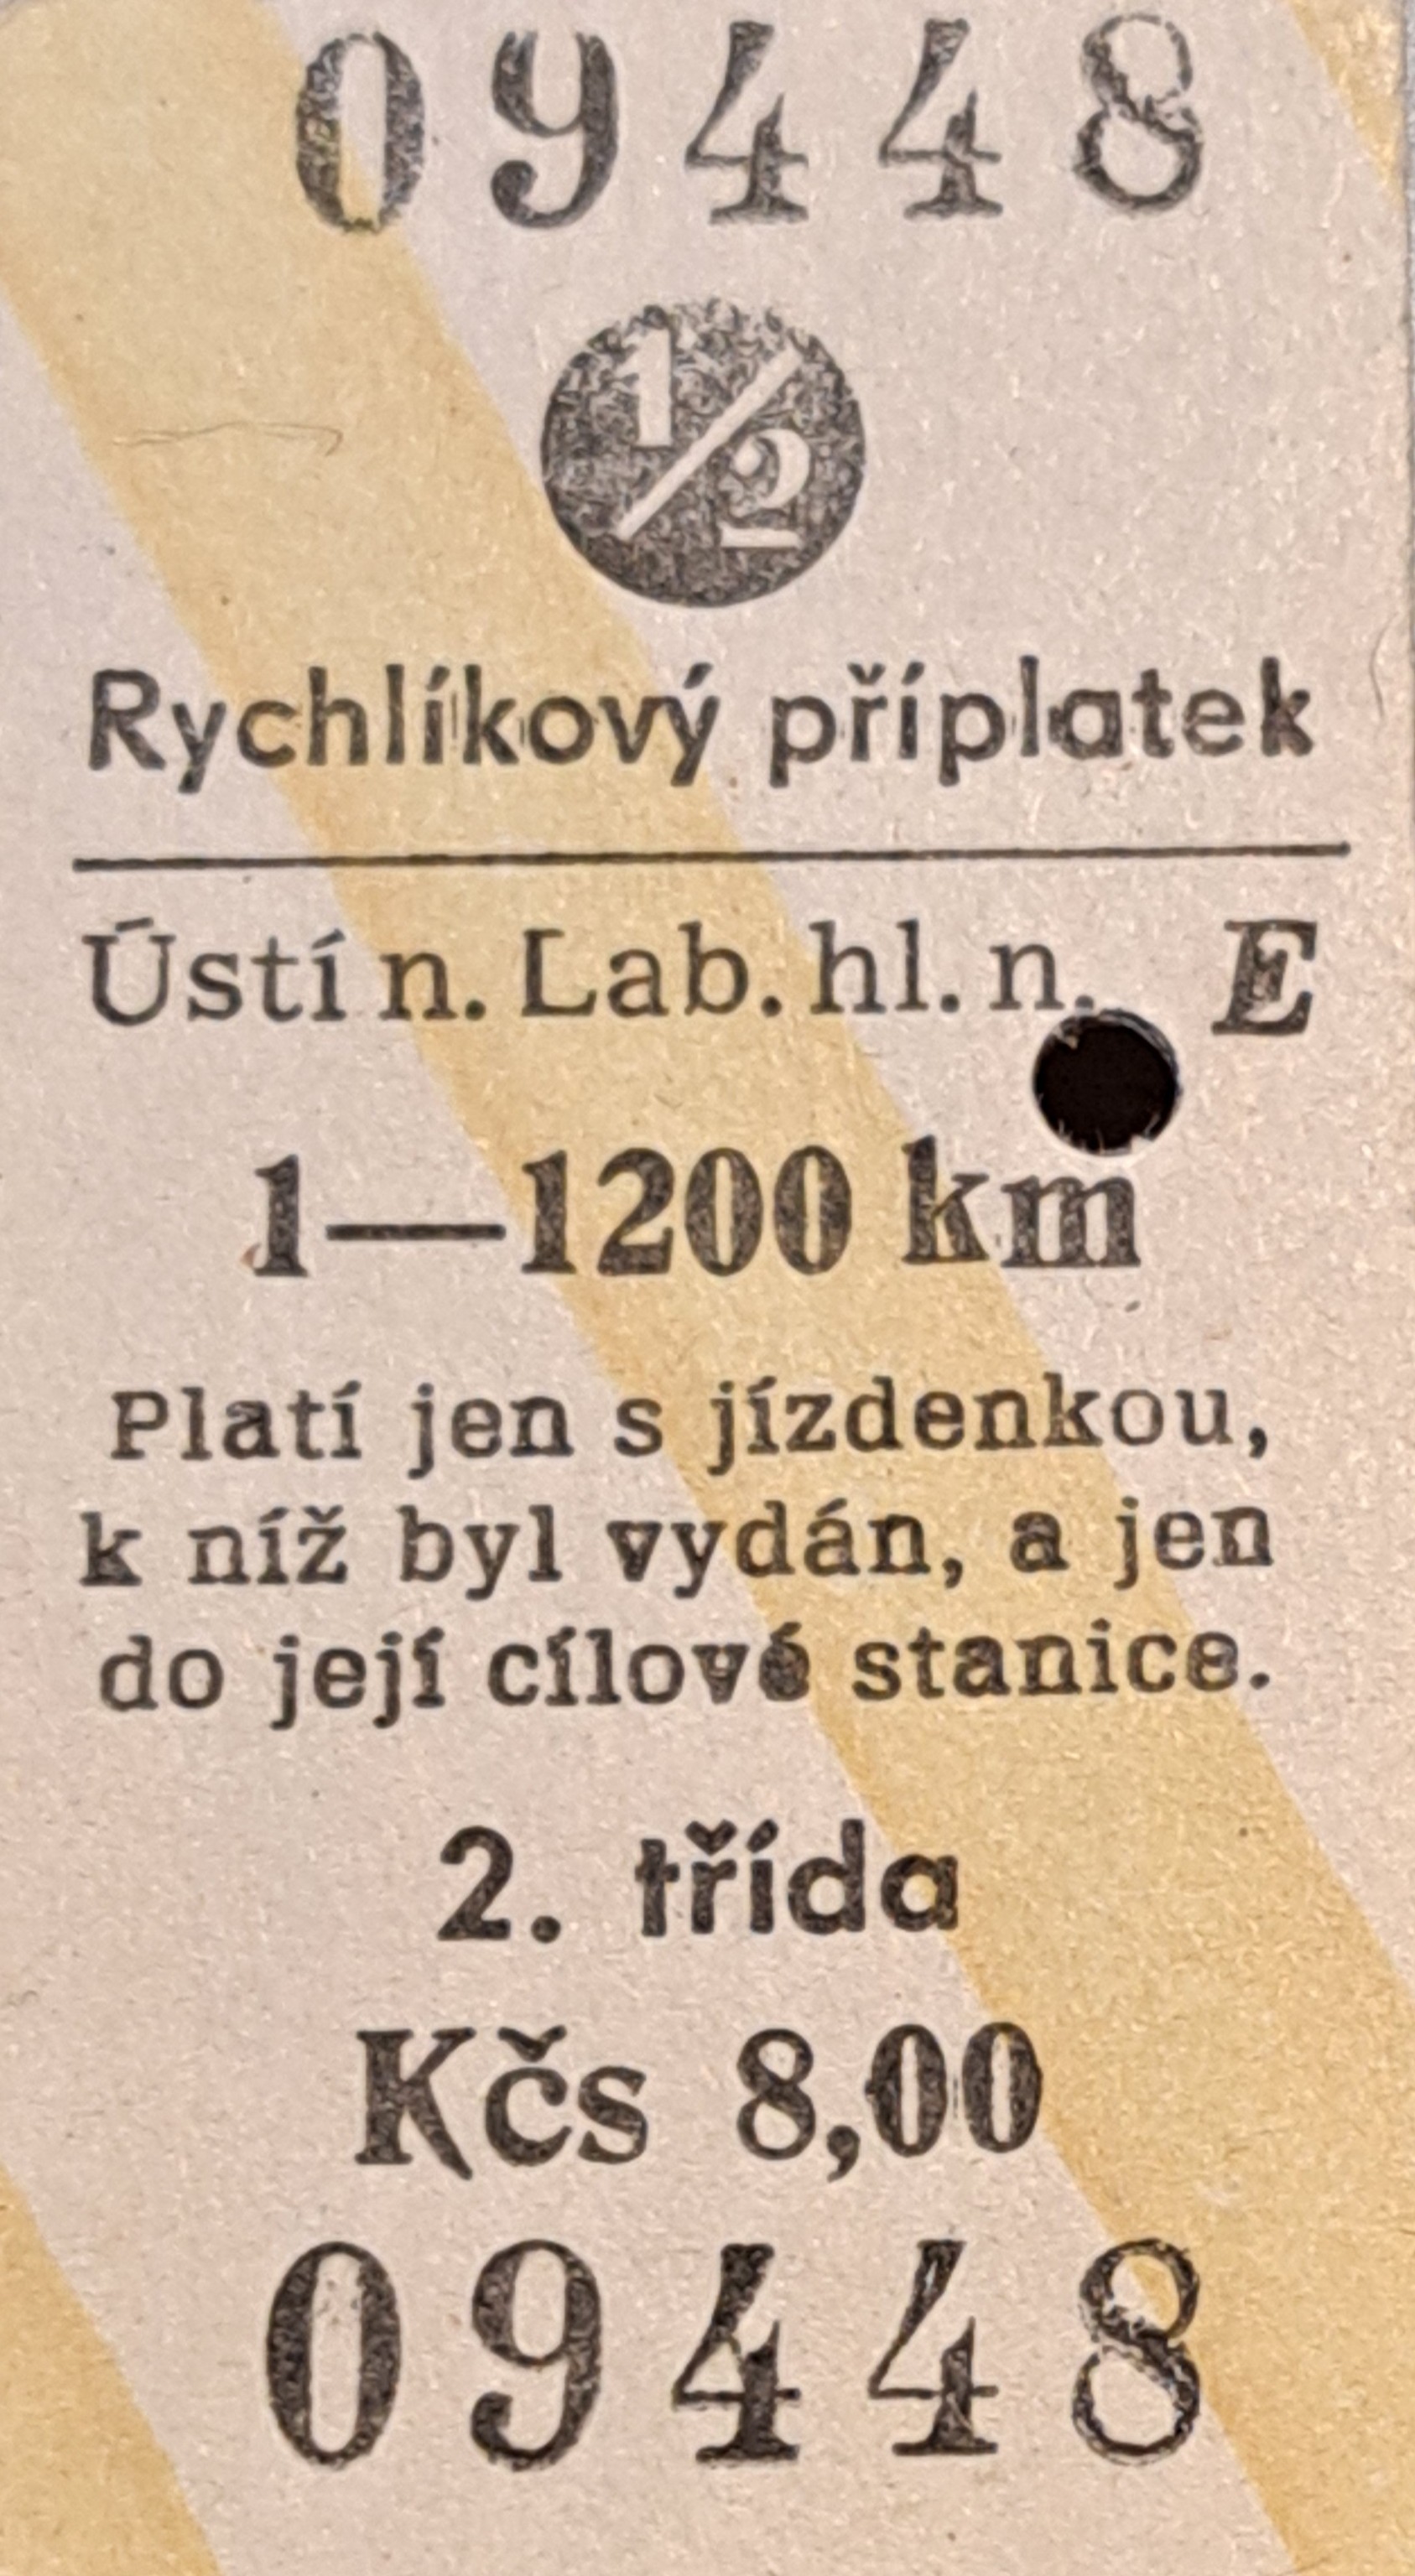 09448
1/2
Rychlíkový příplatek
Ústí n. Lab. hl. n. E
1—1200 km
Platí jen s jízdenkou,
k níž byl vydán, a jen
do její cílové stanice.
2. třída
Kčs 8,00
09448